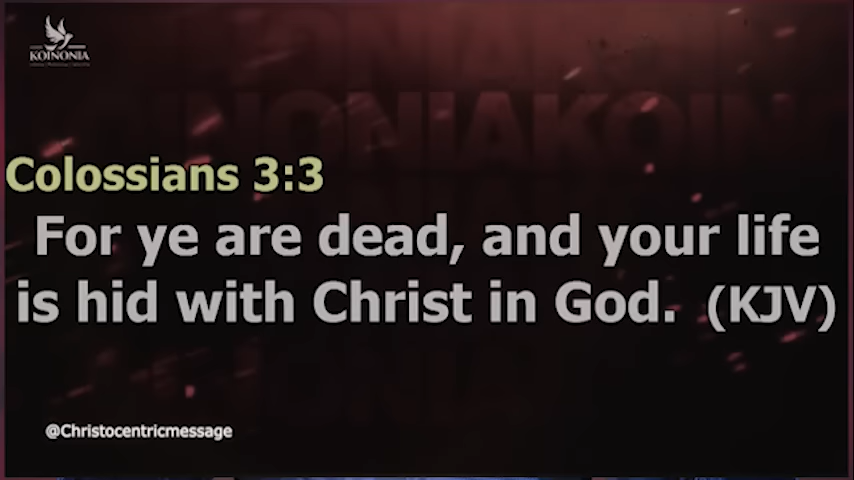 KOINONIA
NONIAKOIN
Colossians 3:3
For ye are dead, and your life
is hid with Christ in God. (KJV)
@Christocentricmessage